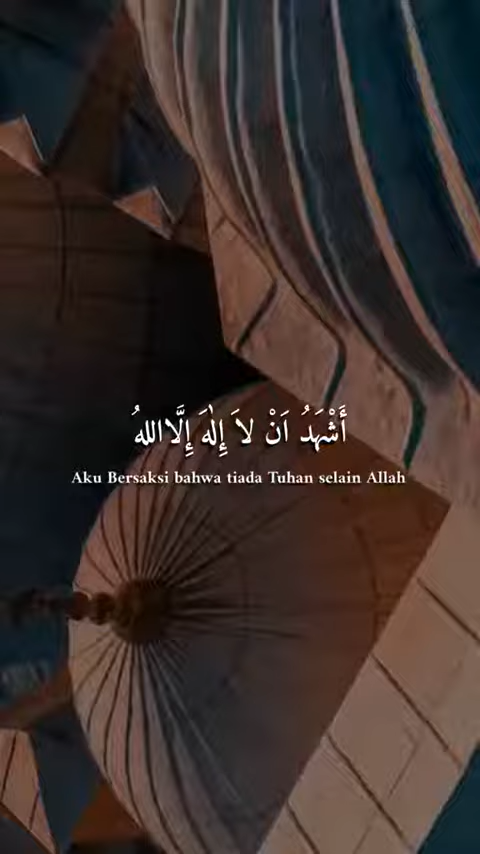 أَشْهَدُ اَنْ لاَ إِلٰهَ إِلَّااللهُ
Aku Bersaksi bahwa tiada Tuhan selain Allah